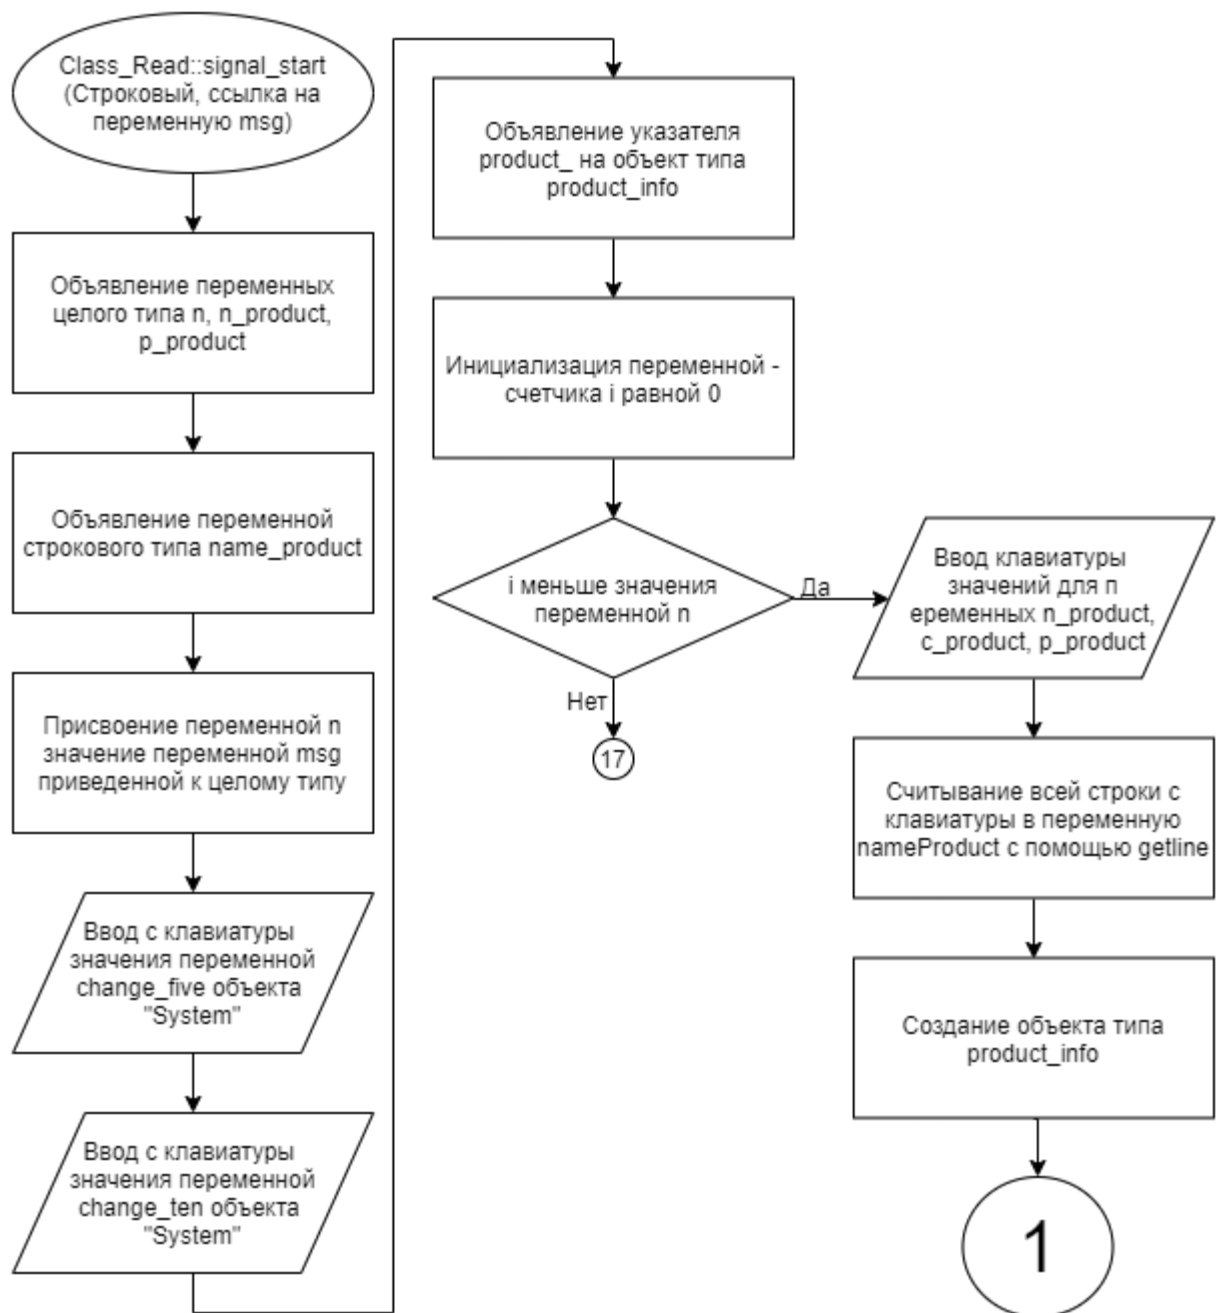 Class_Read::signal_start
(Строковый, ссылка на
переменную msg)
Объявление переменных
целого типа n, n_product,
p_product
Объявление переменной
строкового типа name_product
Присвоение переменной n
значение переменной msg
приведенной к целому типу
Ввод с клавиатуры
значения переменной
change_five объекта
"System"
Ввод с клавиатуры
значения переменной
change_ten объекта
"System"
Объявление указателя
product_ на объект типа
product_info
Инициализация переменной -
счетчика i равной 0
i меньше значения
переменной n
Да
Нет
17
Ввод клавиатуры
значений для п
еременных n_product,
c_product, p_product
Считывание всей строки с
клавиатуры в переменную
nameProduct с помощью getline
Создание объекта типа
product_info
1